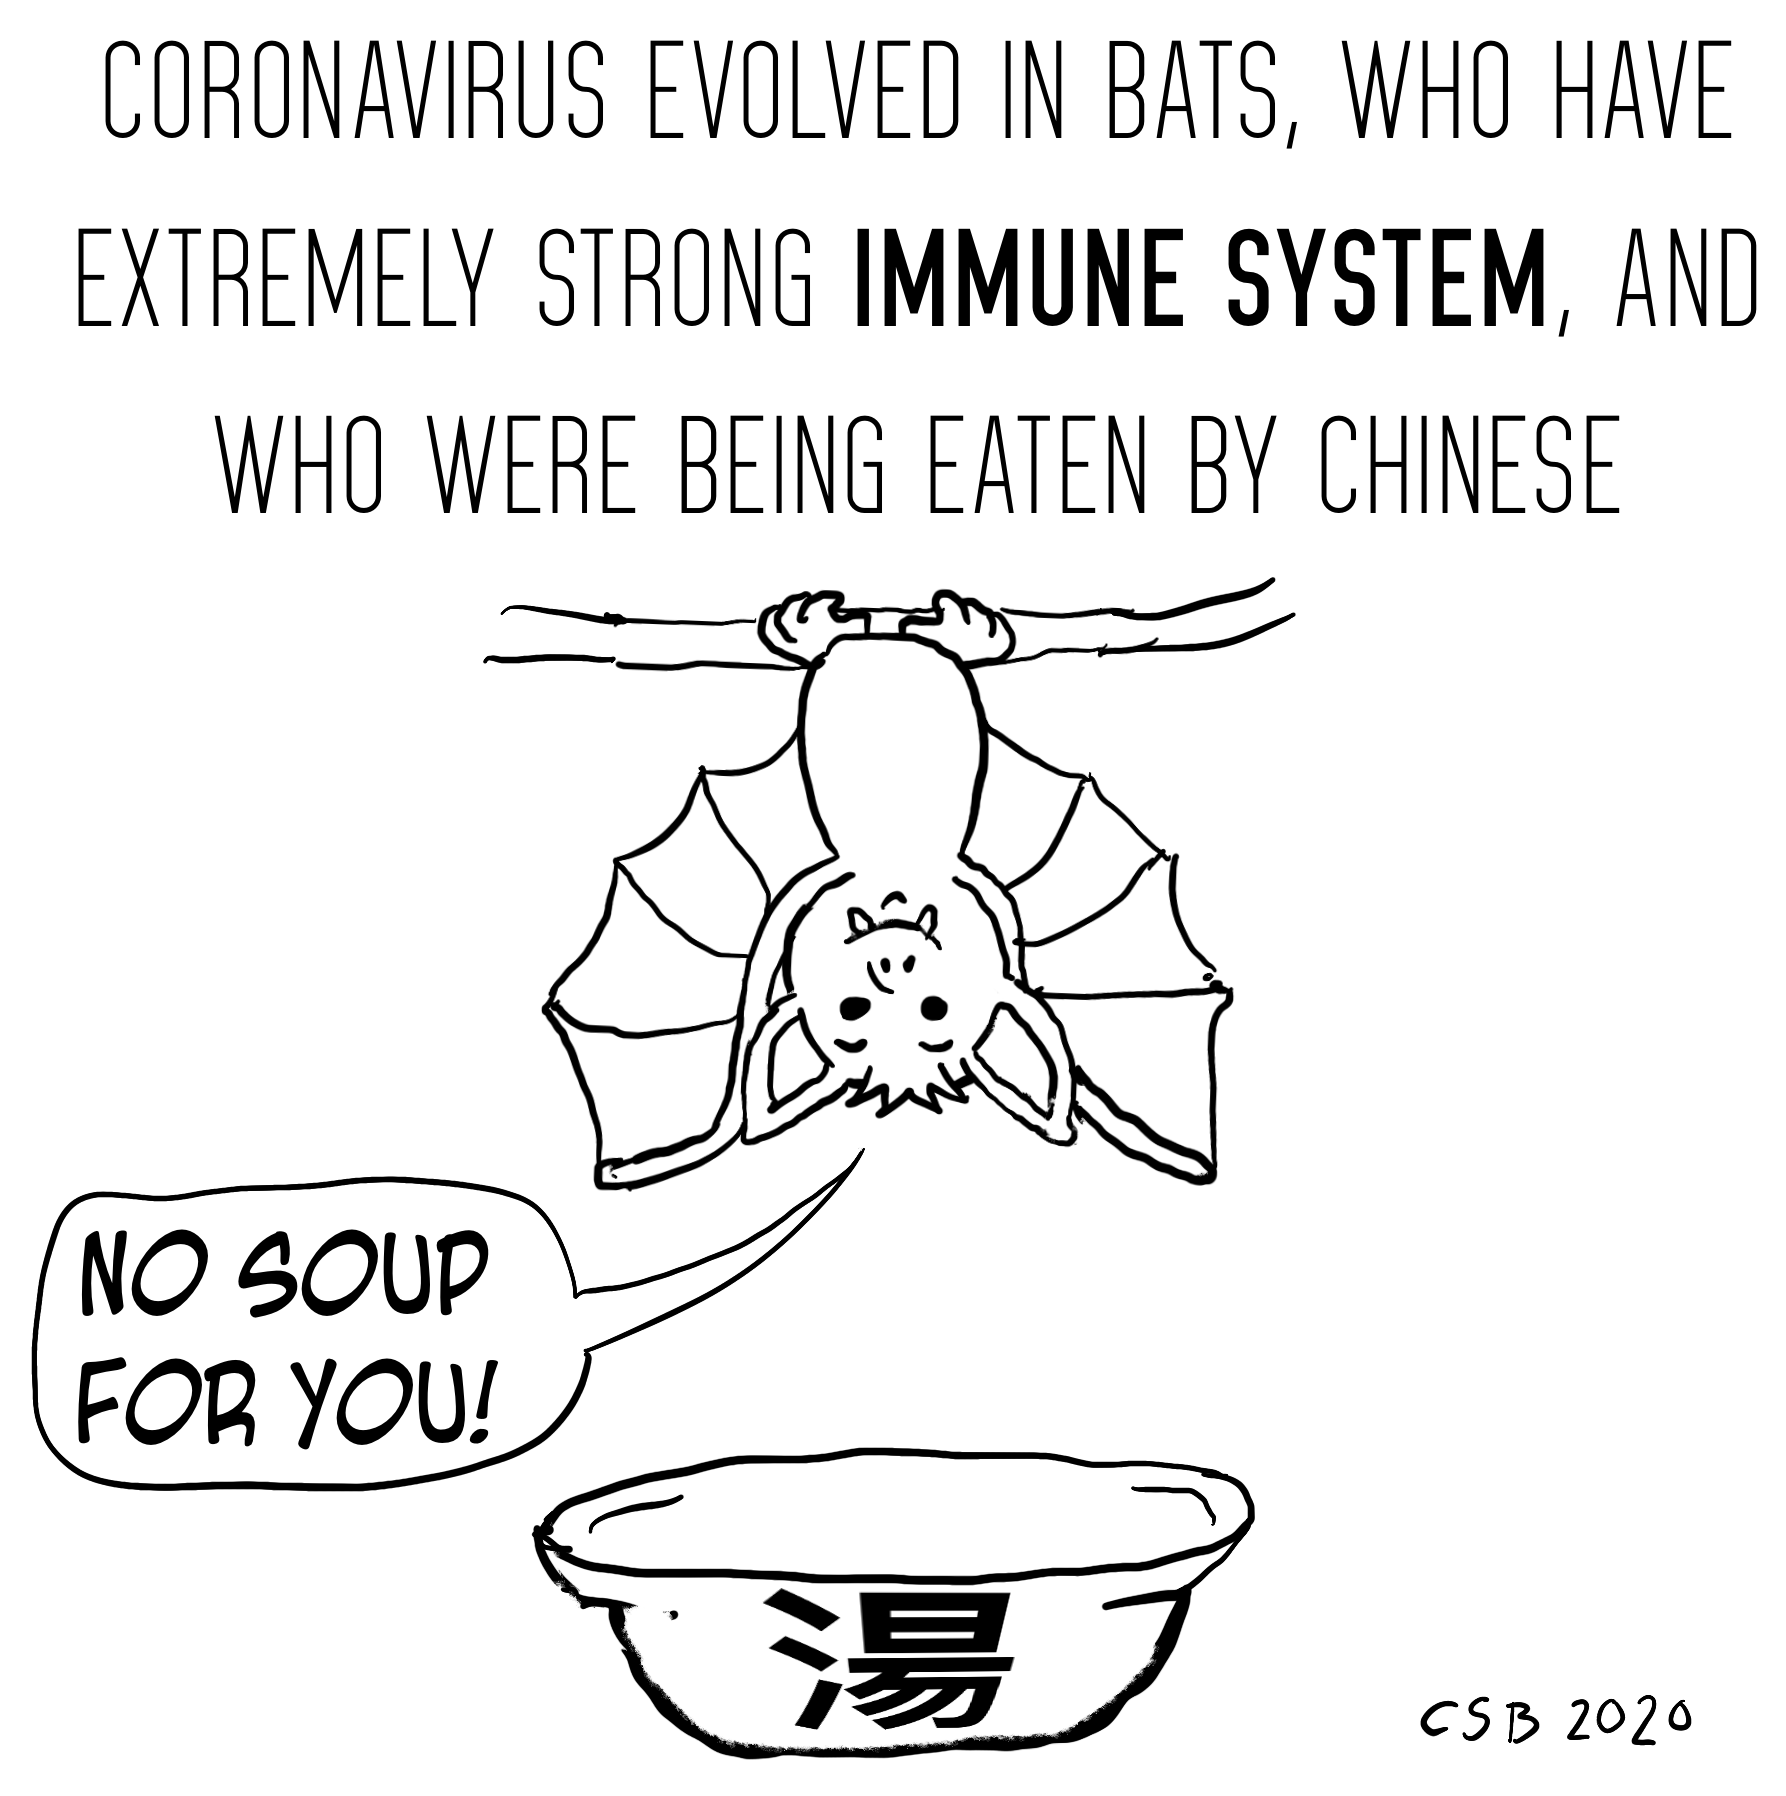 CORONAVIRUS EVOLVED IN BATS, WHO HAVE
EXTREMELY STRONG IMMUNE SYSTEM, AND
WHO WERE BEING EATEN BY CHINESE
NO SOUP
FOR YOU!
湯
CSB 2020